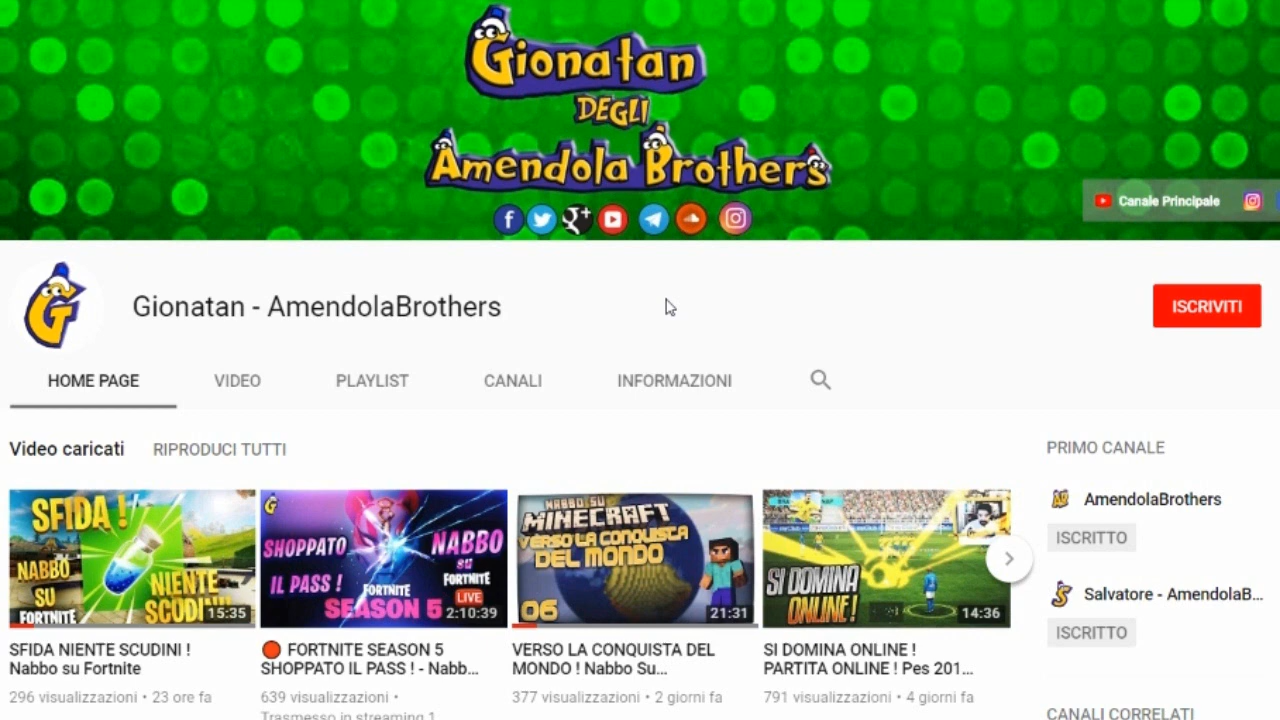 Gionatan
DEGLI
Amendola Brothers
Canale Principale
Gionatan - AmendolaBrothers
ISCRIVITI
HOME PAGE
VIDEO
PLAYLIST
CANALI
INFORMAZIONI
Video caricati
RIPRODUCI TUTTI
SFIDA !
NABBO
SU
FORTNITE
NIENTE
SCUDINI
15:35
SFIDA NIENTE SCUDINI !
Nabbo su Fortnite
296 visualizzazioni • 23 ore fa
SHOPPATO
IL PASS !
NABBO
SU
FORTNITE
LIVE
FORTNITE
SEASON 5
2:10:39
FORTNITE SEASON 5
SHOPPATO IL PASS ! - Nabb...
639 visualizzazioni •
Trasmesso in streaming 1
NABBO SU
MINECRAFT
VERSO LA CONQUISTA
DEL MONDO
06
21:31
VERSO LA CONQUISTA DEL
MONDO ! Nabbo Su...
377 visualizzazioni • 2 giorni fa
SI DOMINA
ONLINE!
14:36
SI DOMINA ONLINE !
PARTITA ONLINE ! Pes 201...
791 visualizzazioni • 4 giorni fa
PRIMO CANALE
AmendolaBrothers
ISCRITTO
Salvatore - AmendolaB...
ISCRITTO
CANALI CORRELATI